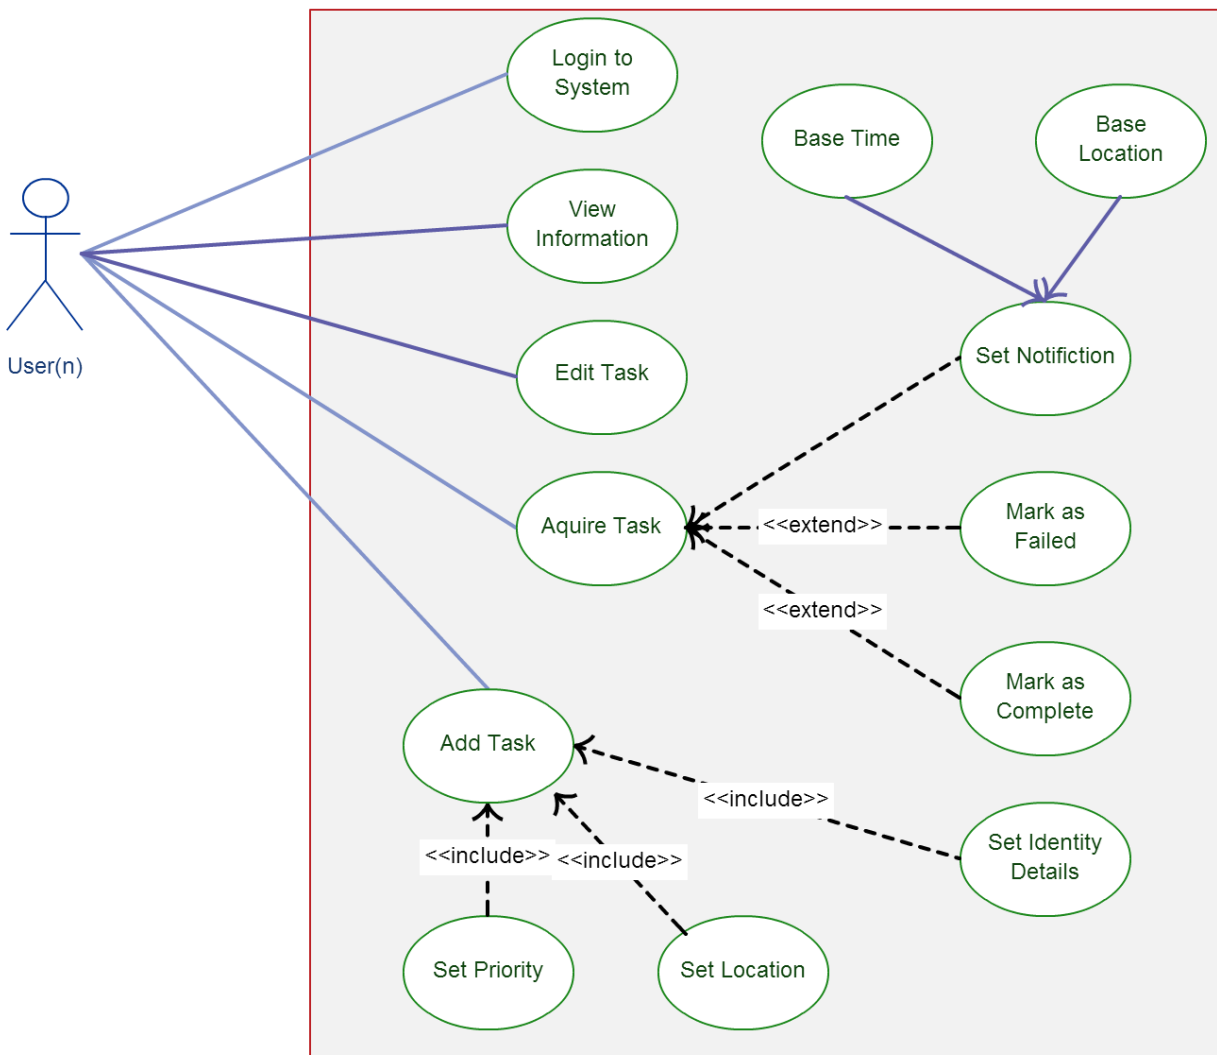 Login to
System
Base Time
Base
Location
View
Information
User(n)
Edit Task
Set Notifiction
Aquire Task
<<extend>>
Mark as
Failed
<<extend>>
Mark as
Complete
Add Task
<<include>>
Set Identity
Details
<<include>>
<<include>>
Set Priority
Set Location